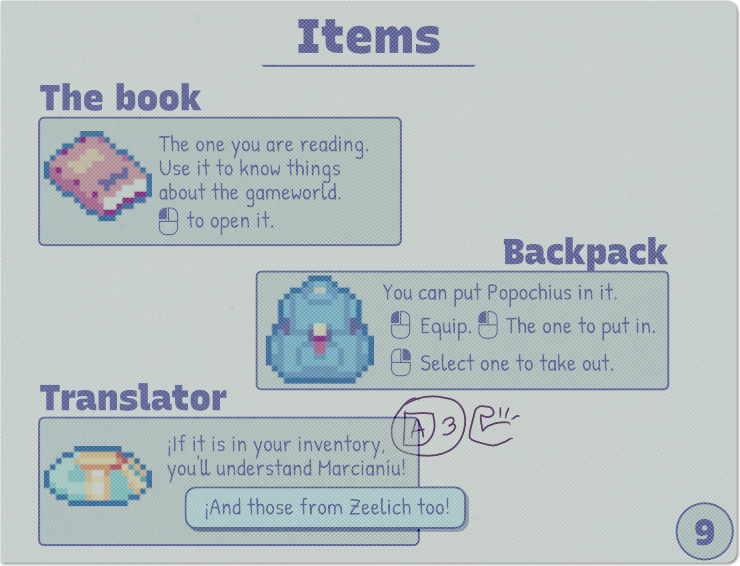 Items
The book
The one you are reading.
Use it to know things
about the gameworld.
to open it.
Backpack
You can put Popochius in it.
Equip. The one to put in.
Select one to take out.
Translator
A 3
¡If it is in your inventory,
you'll understand Marcianíu!
¡And those from Zeelich too!
9